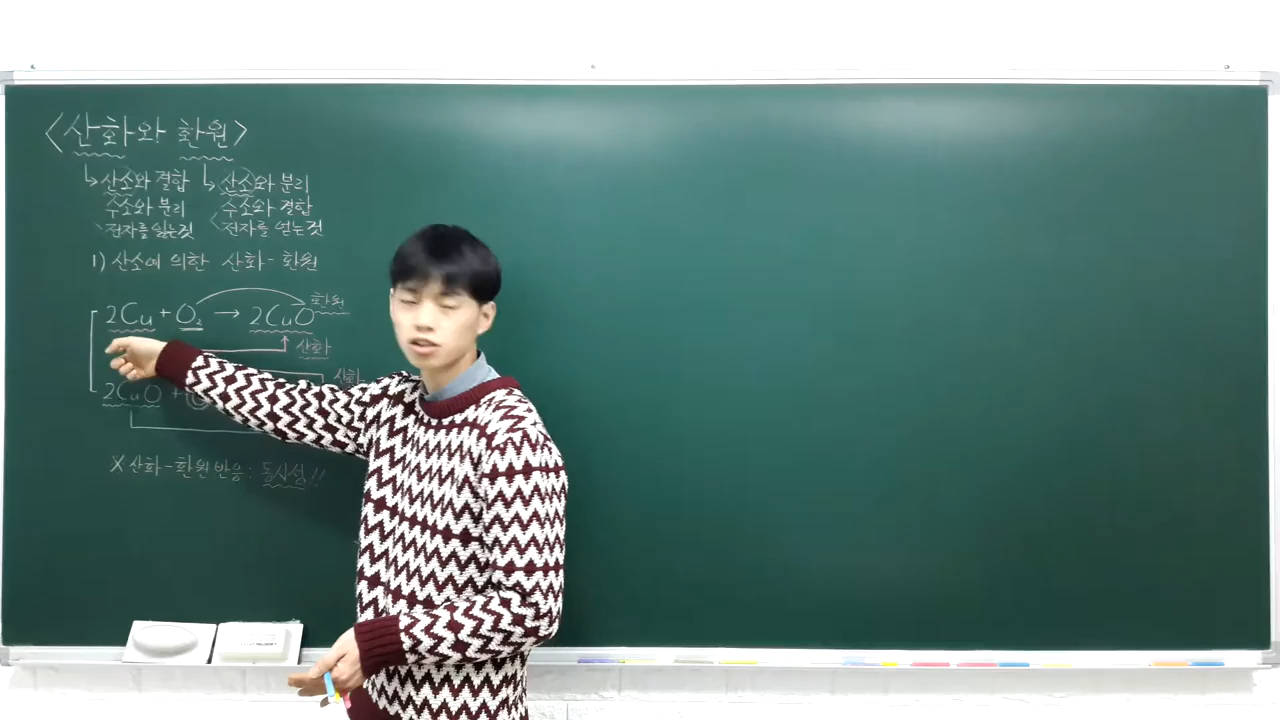 <산화와 환원>
↳산소와 결합 ↳산소와 분리
수소와 분리 수소와 결합
전자를 잃는것 전자를 얻는것
1) 산소에 의한 산화-환원
2Cu + O₂ → 2CuO 환원
산화
산화
2CuO +
※산화-환원 반응: 동시성!!